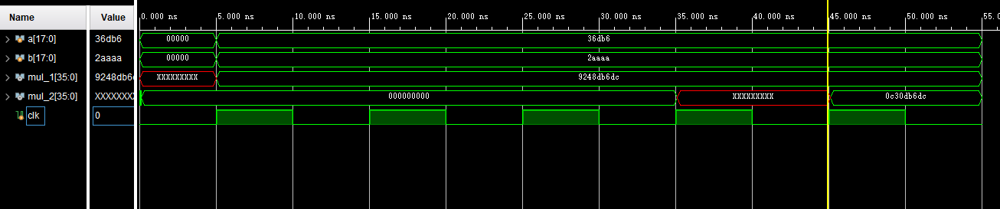 Name Value 0.000 ns 5.000 ns 10.000 ns 15.000 ns 20.000 ns 25.000 ns 30.000 ns 35.000 ns 40.000 ns 45.000 ns 50.000 ns 55.0
a[17:0] 36db6 00000 36db6
b[17:0] 2aaaa 00000 2aaaa
mul_1[35:0] 9248db6 XXXXXXXXX 9248db6dc
mul_2[35:0] XXXXXXX 000000000 XXXXXXXXX 0c30db6dc
clk 0